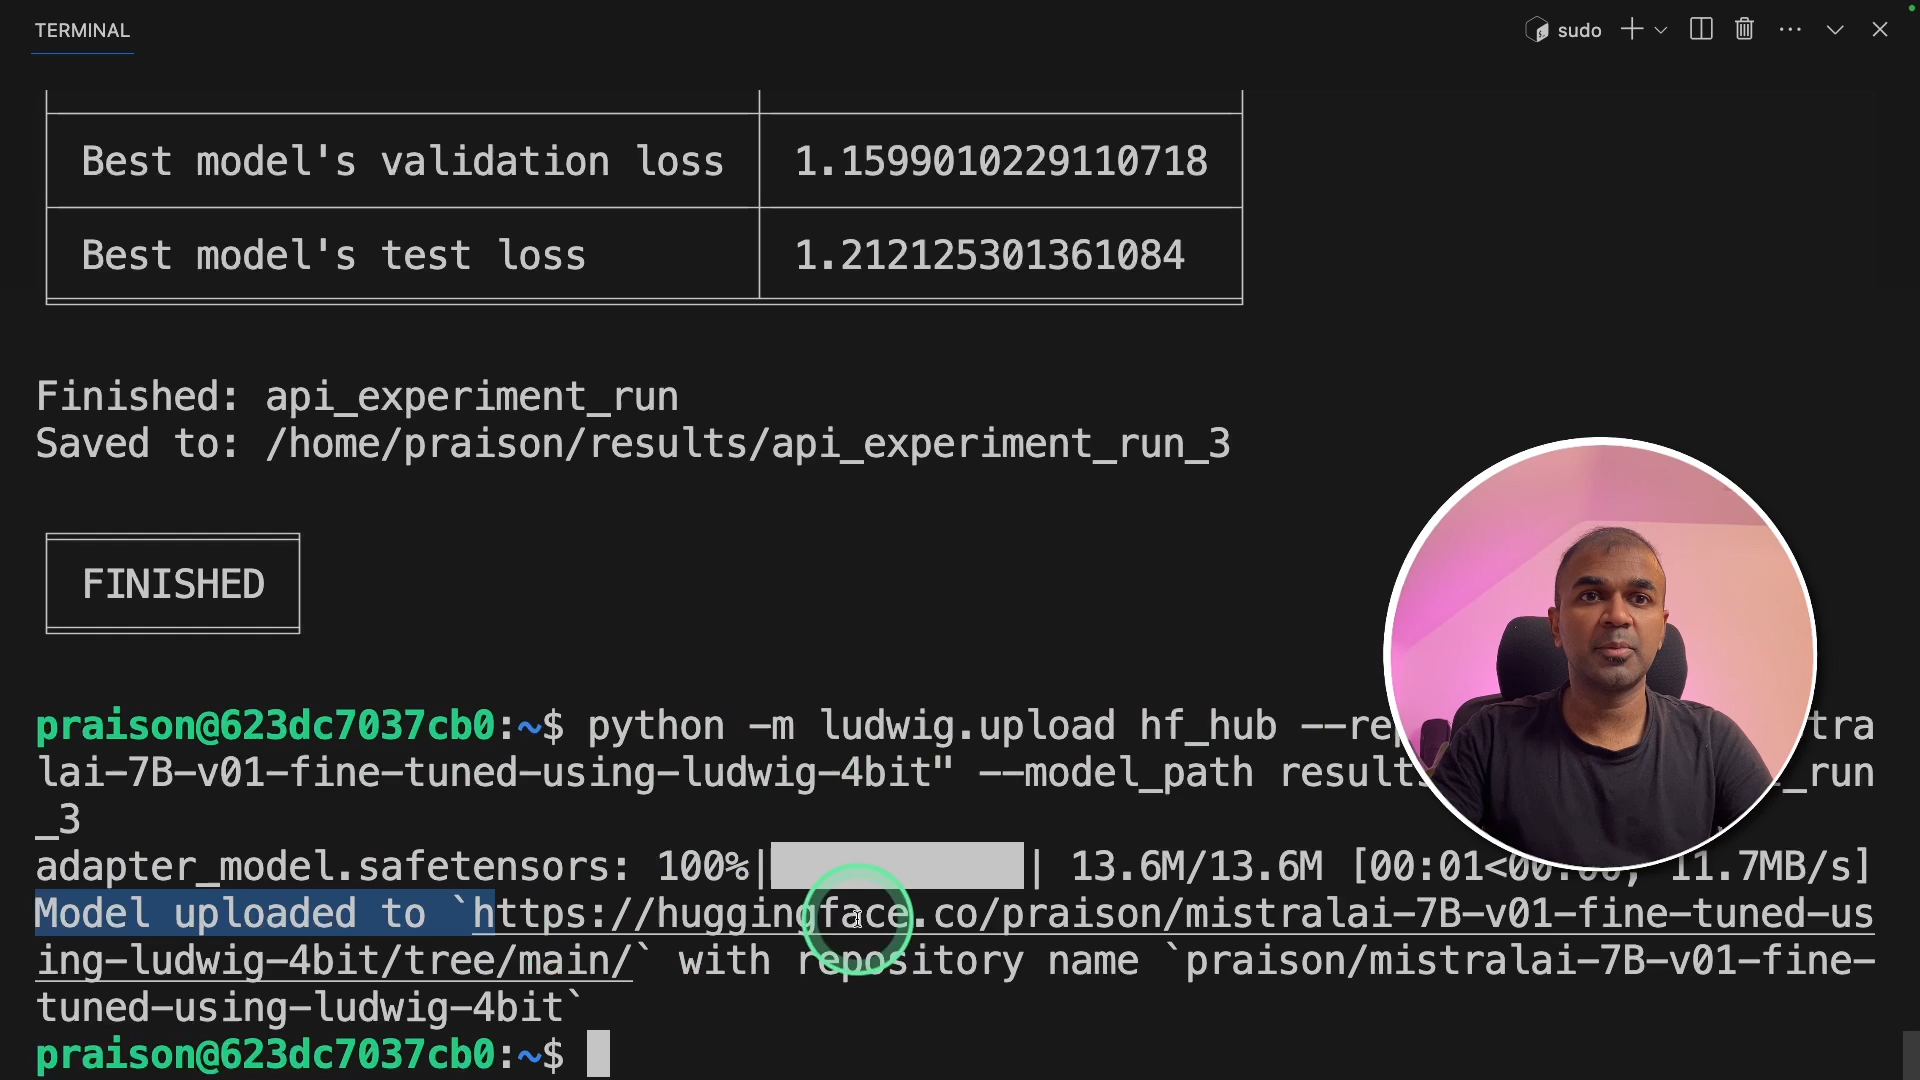 TERMINAL
sudo
Best model's validation loss 1.1599010229110718
Best model's test loss 1.212125301361084
Finished: api_experiment_run
Saved to: /home/praison/results/api_experiment_run_3
FINISHED
praison@623dc7037cb0:~$ python -m ludwig.upload hf_hub --re tra
lai-7B-v01-fine-tuned-using-ludwig-4bit" --model_path results _run
_3
adapter_model.safetensors: 100%| | 13.6M/13.6M [00:01<00:00, 11.7MB/s]
Model uploaded to `https://huggingface.co/praison/mistralai-7B-v01-fine-tuned-us
ing-ludwig-4bit/tree/main/` with repository name `praison/mistralai-7B-v01-fine-
tuned-using-ludwig-4bit`
praison@623dc7037cb0:~$